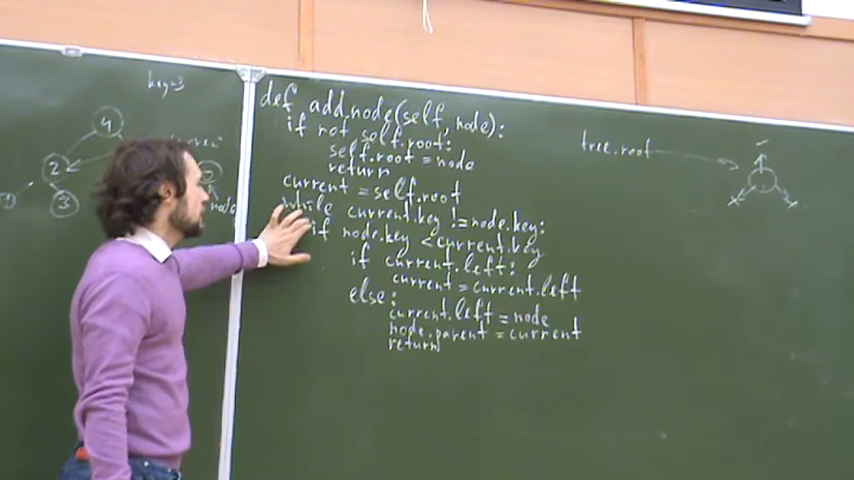 key=3
4
2
3
node
def add_node(self, node):
if not self.root:
self.root = node
return
current = self.root
while current.key != node.key:
if node.key < current.key
if current.left:
current = current.left
else:
current.left = node
node.parent = current
return
tree.root